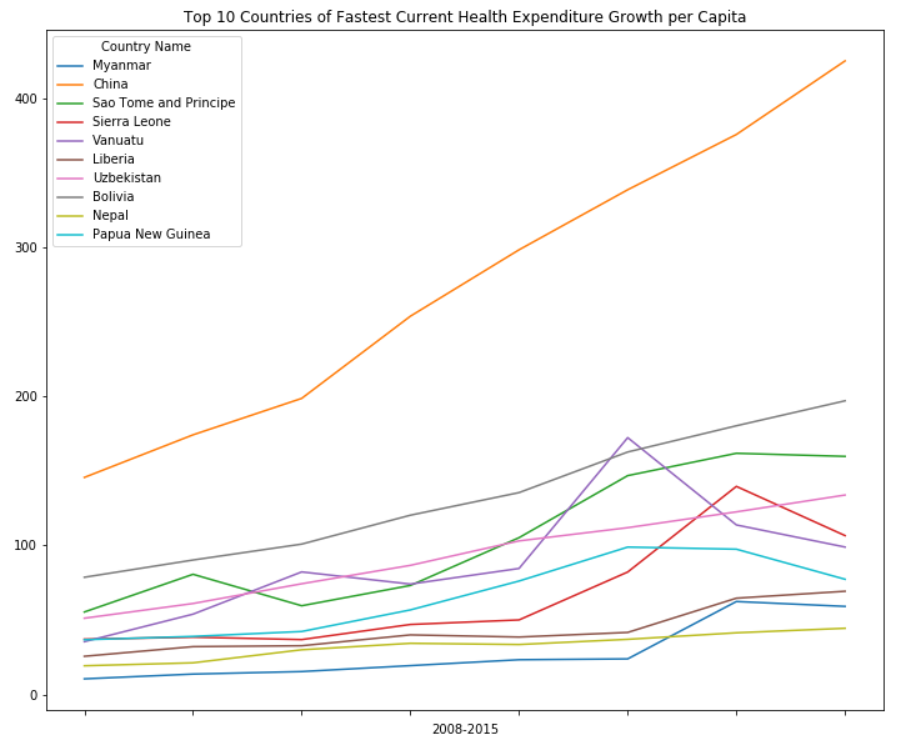 Top 10 Countries of Fastest Current Health Expenditure Growth per Capita
Country Name
Myanmar
China
Sao Tome and Principe
Sierra Leone
Vanuatu
Liberia
Uzbekistan
Bolivia
Nepal
Papua New Guinea
400
300
200
100
0
2008-2015